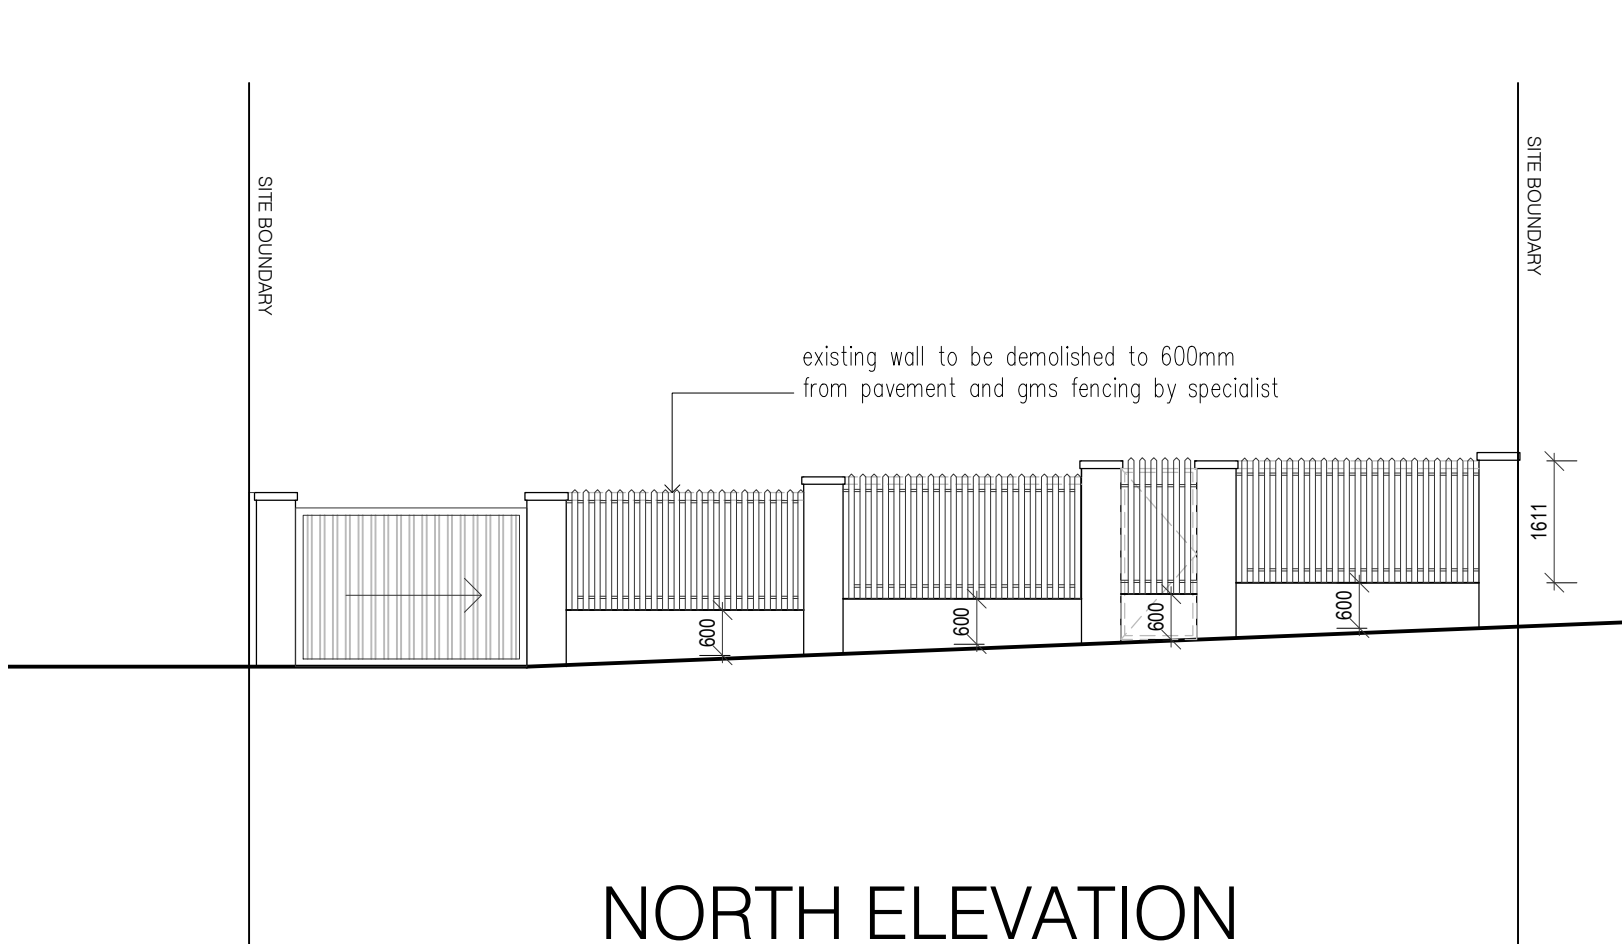 SITE BOUNDARY
SITE BOUNDARY
existing wall to be demolished to 600mm
from pavement and gms fencing by specialist
1611
600
600
600
600
NORTH ELEVATION